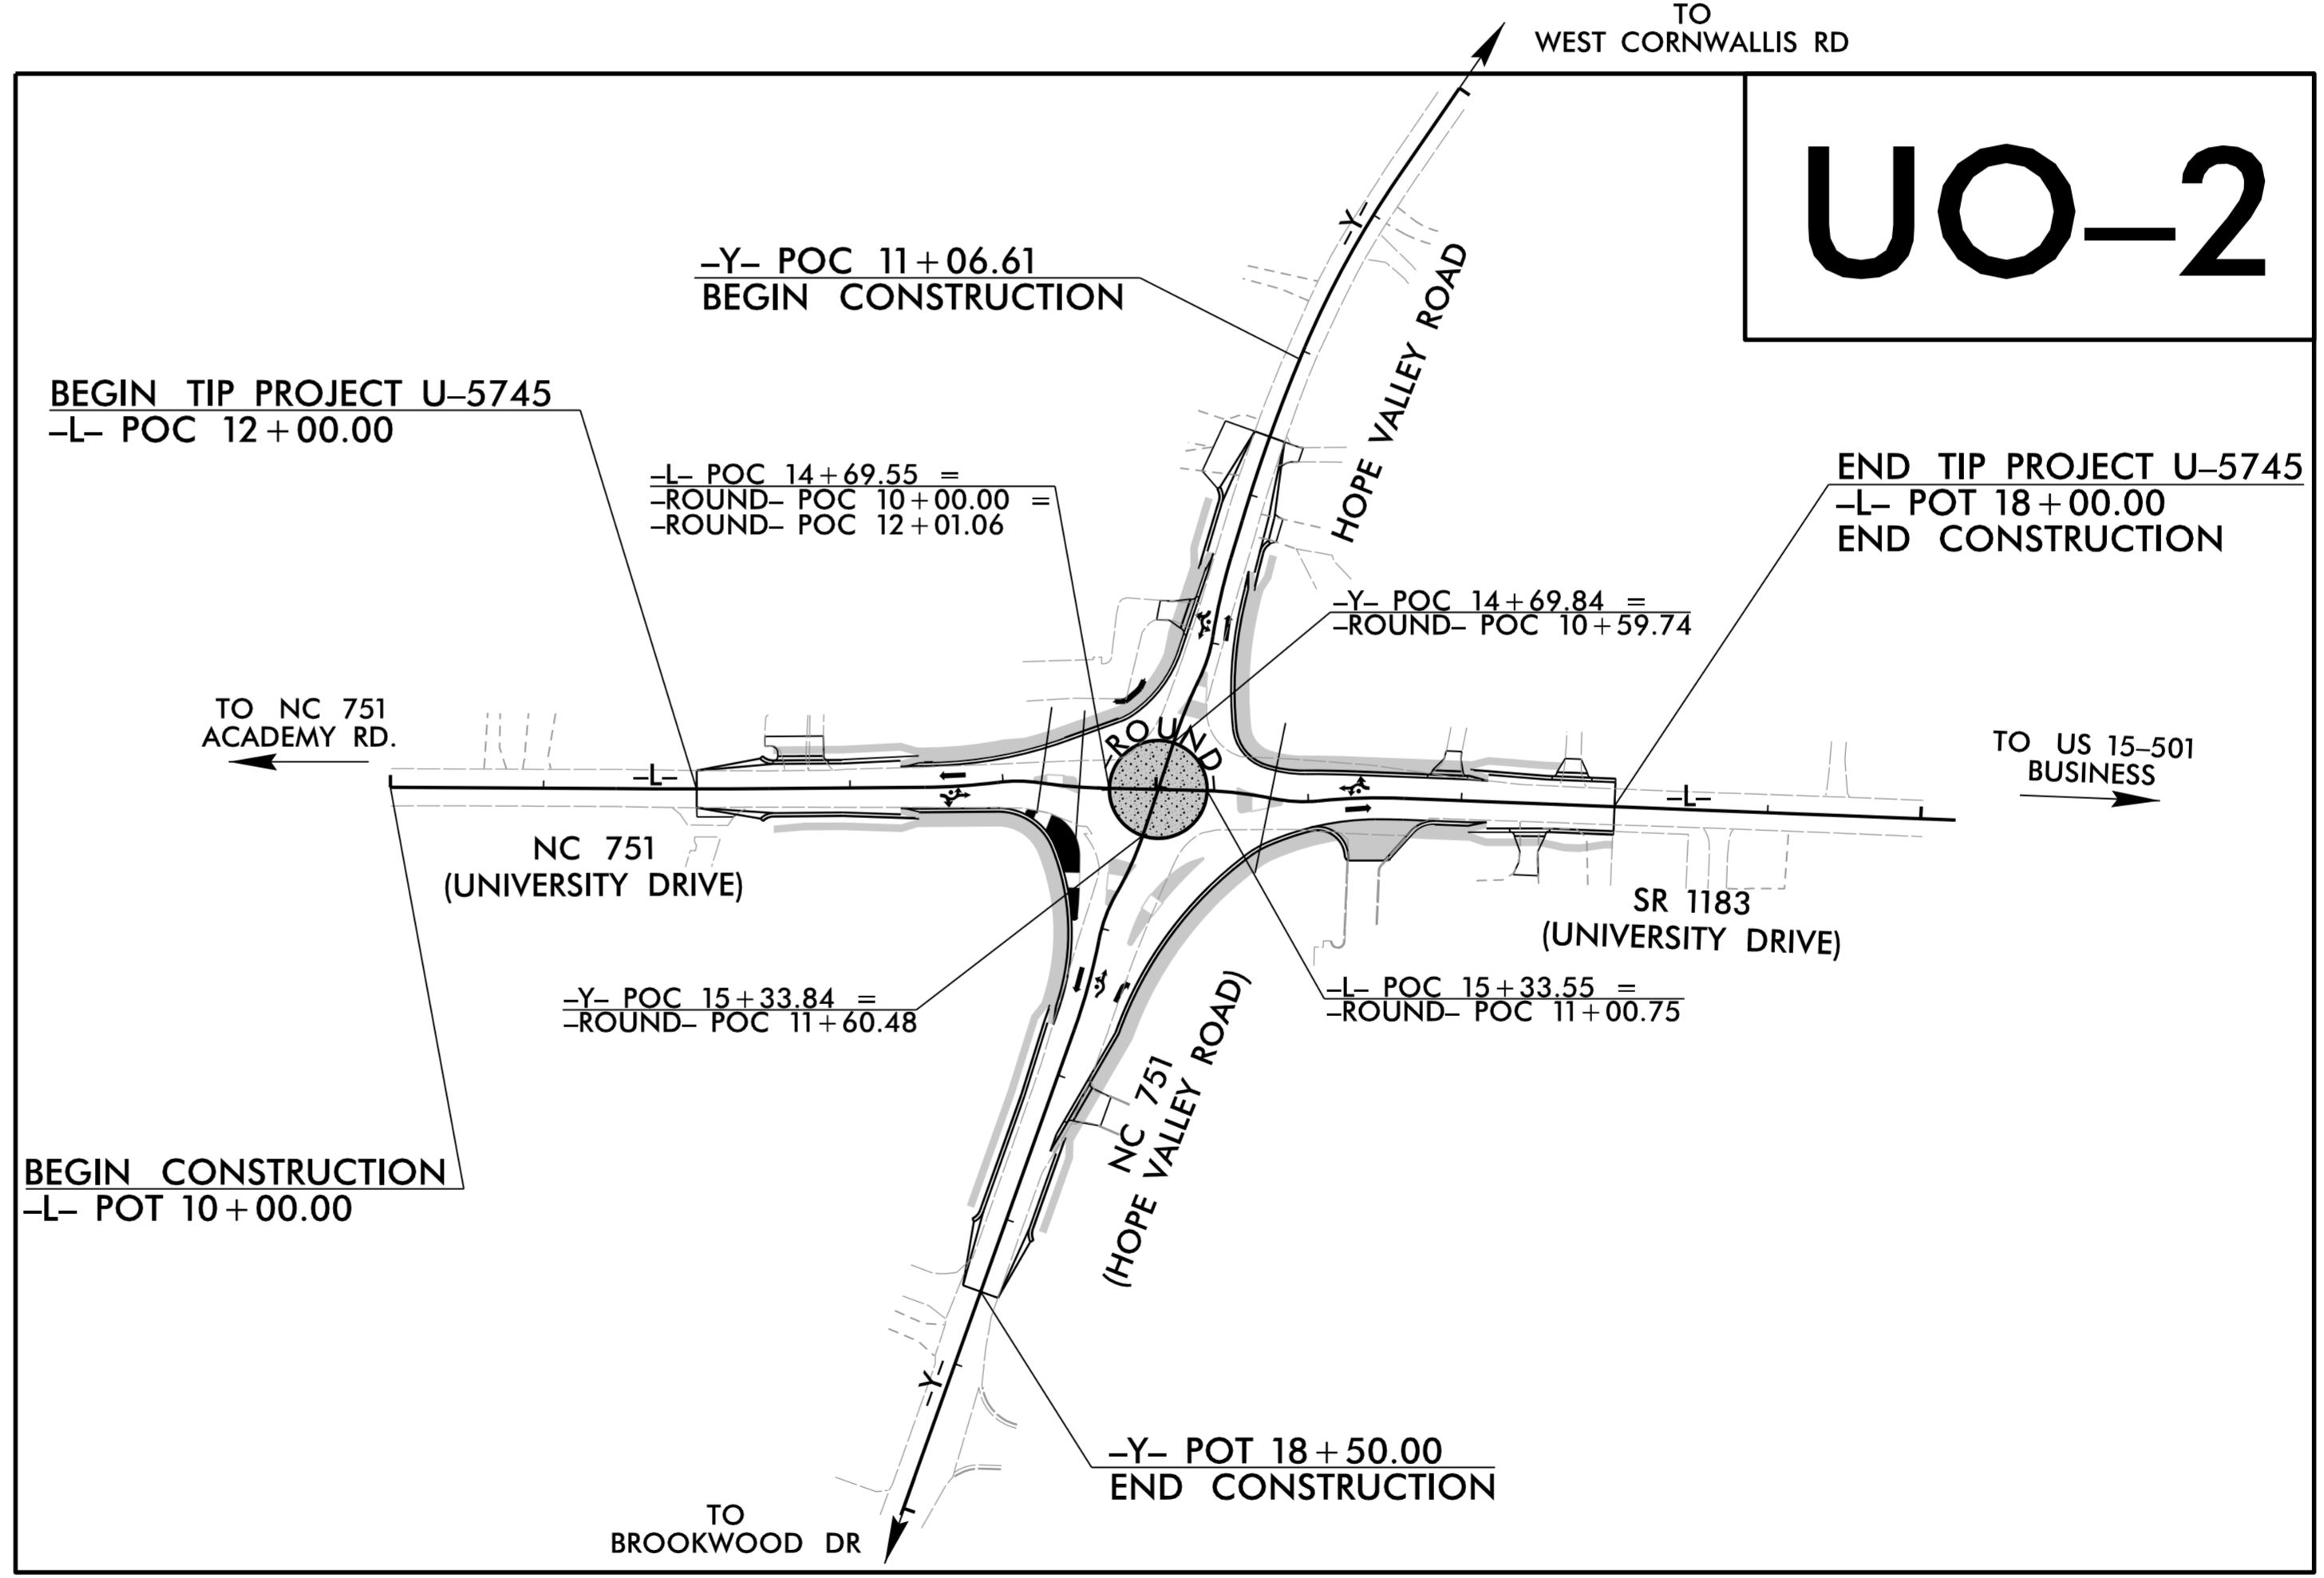 TO
WEST CORNWALLIS RD
UO–2
–Y–
–Y– POC 11+06.61
BEGIN CONSTRUCTION
HOPE VALLEY ROAD
BEGIN TIP PROJECT U–5745
–L– POC 12+00.00
–L– POC 14+69.55 =
–ROUND– POC 10+00.00 =
–ROUND– POC 12+01.06
END TIP PROJECT U–5745
–L– POT 18+00.00
END CONSTRUCTION
–Y– POC 14+69.84 =
–ROUND– POC 10+59.74
TO NC 751
ACADEMY RD.
–L–
ROUND
TO US 15–501
BUSINESS
–L–
NC 751
(UNIVERSITY DRIVE)
SR 1183
(UNIVERSITY DRIVE)
–Y– POC 15+33.84 =
–ROUND– POC 11+60.48
–L– POC 15+33.55 =
–ROUND– POC 11+00.75
NC 751
(HOPE VALLEY ROAD)
BEGIN CONSTRUCTION
–L– POT 10+00.00
–Y–
–Y– POT 18+50.00
END CONSTRUCTION
TO
BROOKWOOD DR